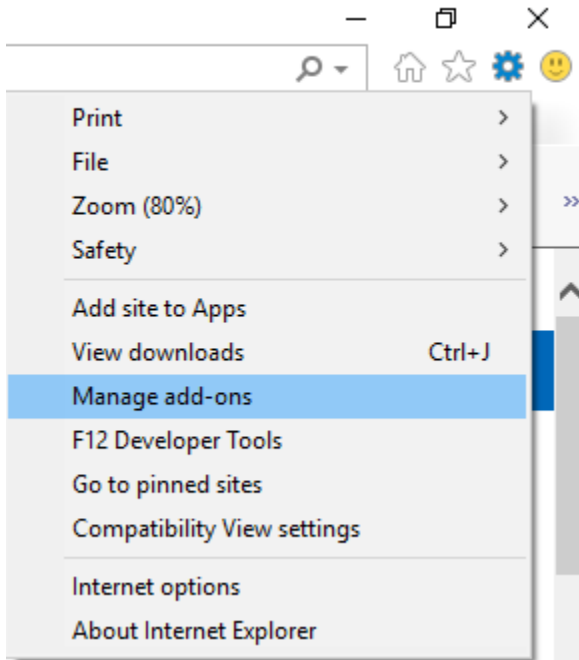 Print
File
Zoom (80%)
Safety
Add site to Apps
View downloads Ctrl+J
Manage add-ons
F12 Developer Tools
Go to pinned sites
Compatibility View settings
Internet options
About Internet Explorer